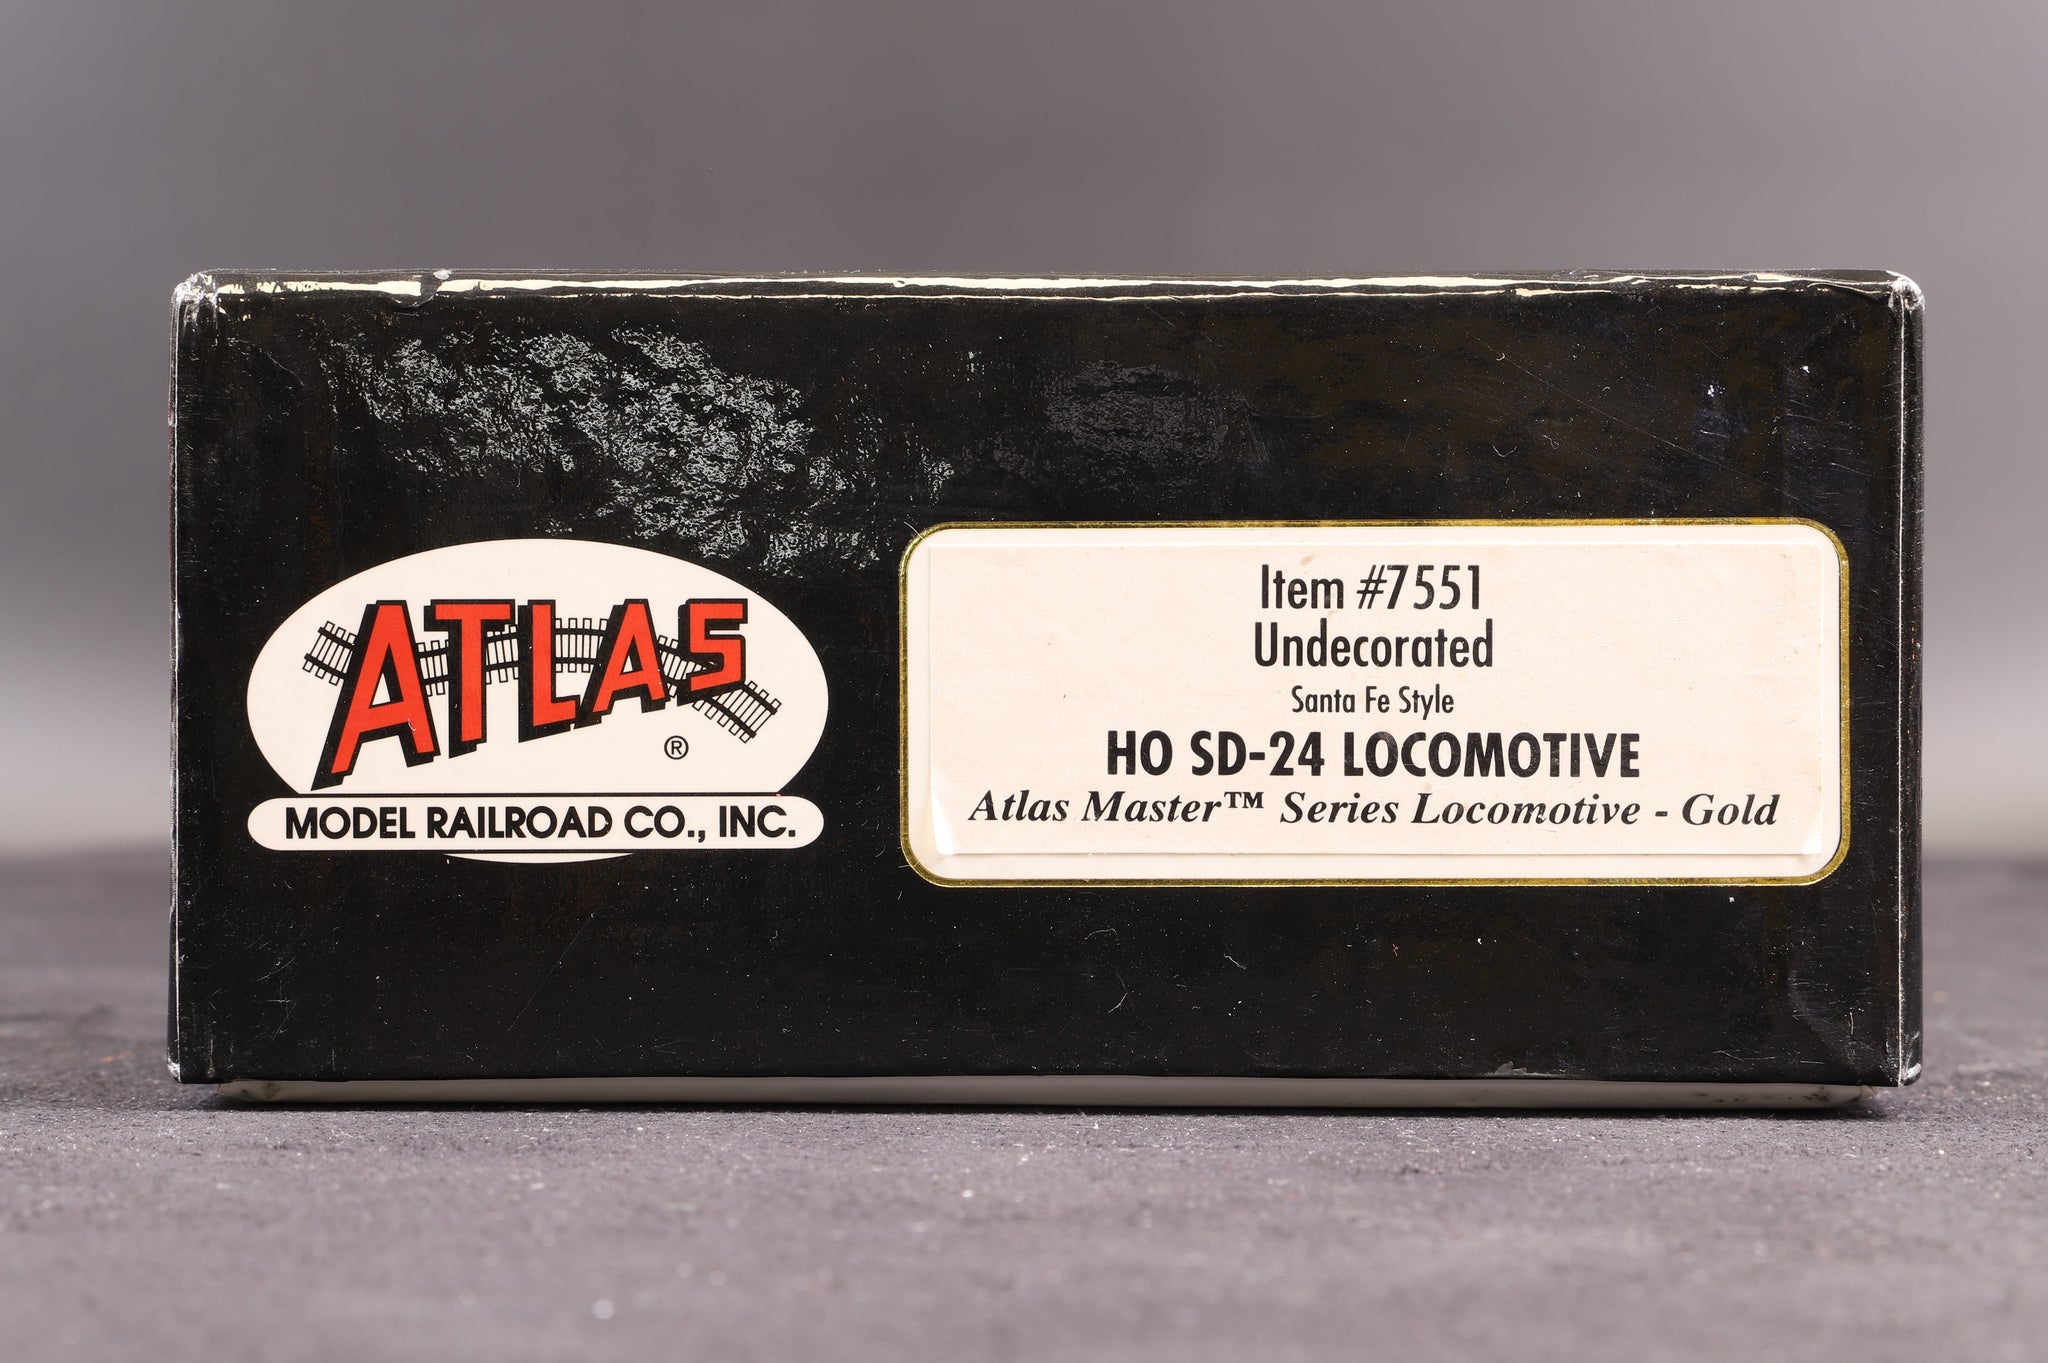 ATLAS
®
MODEL RAILROAD CO., INC.
Item #7551
Undecorated
Santa Fe Style
HO SD-24 LOCOMOTIVE
Atlas Master™ Series Locomotive - Gold